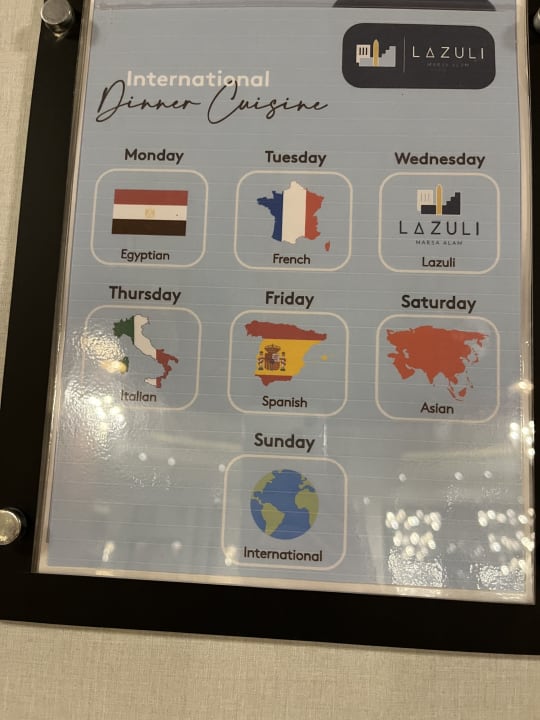 LAZULI
MARSA ALAM
International
Dinner Cuisine
Monday
Tuesday
Wednesday
LAZULI
MARSA ALAM
Egyptian
French
Lazuli
Thursday
Friday
Saturday
Italian
Spanish
Asian
Sunday
International